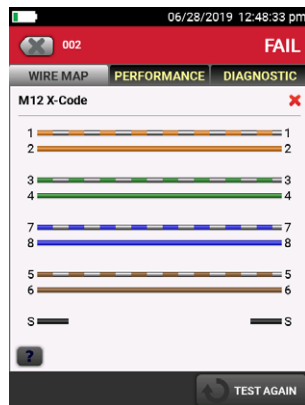 06/28/2019 12:48:33 pm
002 FAIL
WIRE MAP PERFORMANCE DIAGNOSTIC
M12 X-Code
1 1
2 2
3 3
4 4
7 7
8 8
5 5
6 6
S S
?
TEST AGAIN